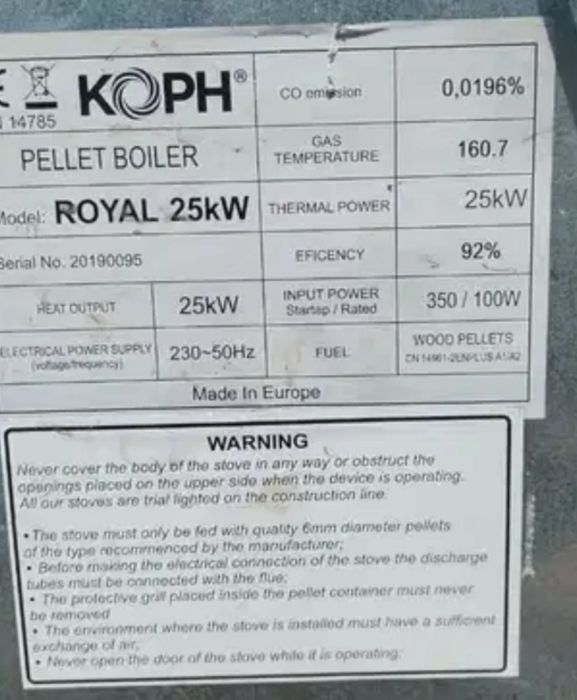 KOPH®
14785
CO emission
0,0196%
PELLET BOILER
GAS
TEMPERATURE
160.7
Model: ROYAL 25kW
THERMAL POWER
25kW
Serial No. 20190095
EFICENCY
92%
HEAT OUTPUT
25kW
INPUT POWER
Startap / Rated
350 / 100W
ELECTRICAL POWER SUPPLY
(voltage/frequency)
230~50Hz
FUEL
WOOD PELLETS
Made In Europe
WARNING
Never cover the body of the stove in any way or obstruct the
openings placed on the upper side when the device is operating.
All our stoves are trial lighted on the construction line.
• The stove must only be fed with quality 6mm diameter pellets
of the type recommenced by the manufacturer;
• Before making the electrical connection of the stove the discharge
tubes must be connected with the flue;
• The protective grill placed inside the pellet container must never
be removed
• The environment where the stove is installed must have a sufficient
exchange of air;
• Never open the door of the stove while it is operating.